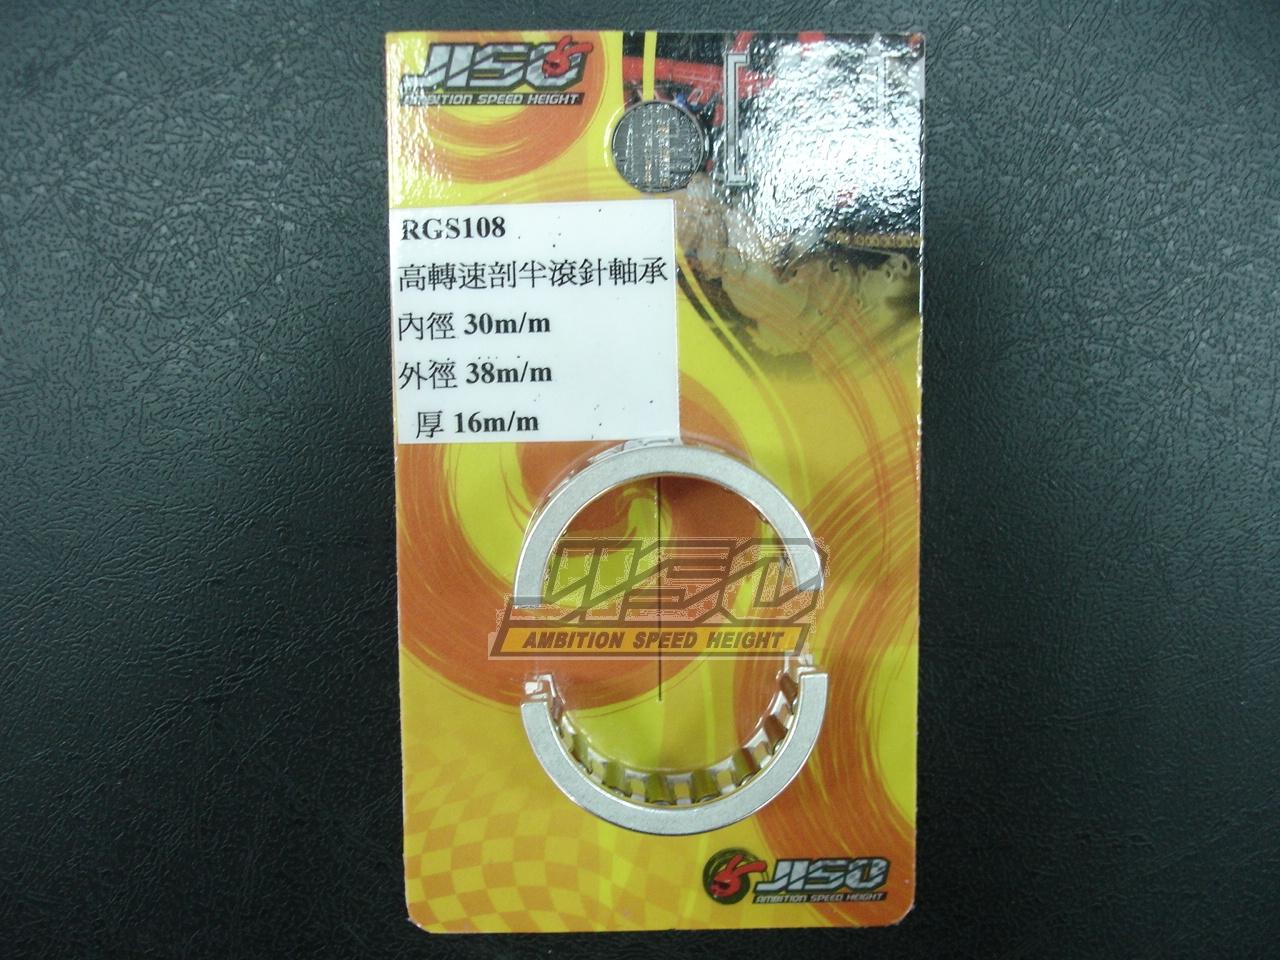 JISO
AMBITION SPEED HEIGHT
RGS108
高轉速剖半滾針軸承
內徑 30m/m
外徑 38m/m
厚 16m/m
JISO
AMBITION SPEED HEIGHT
JISO
AMBITION SPEED HEIGHT